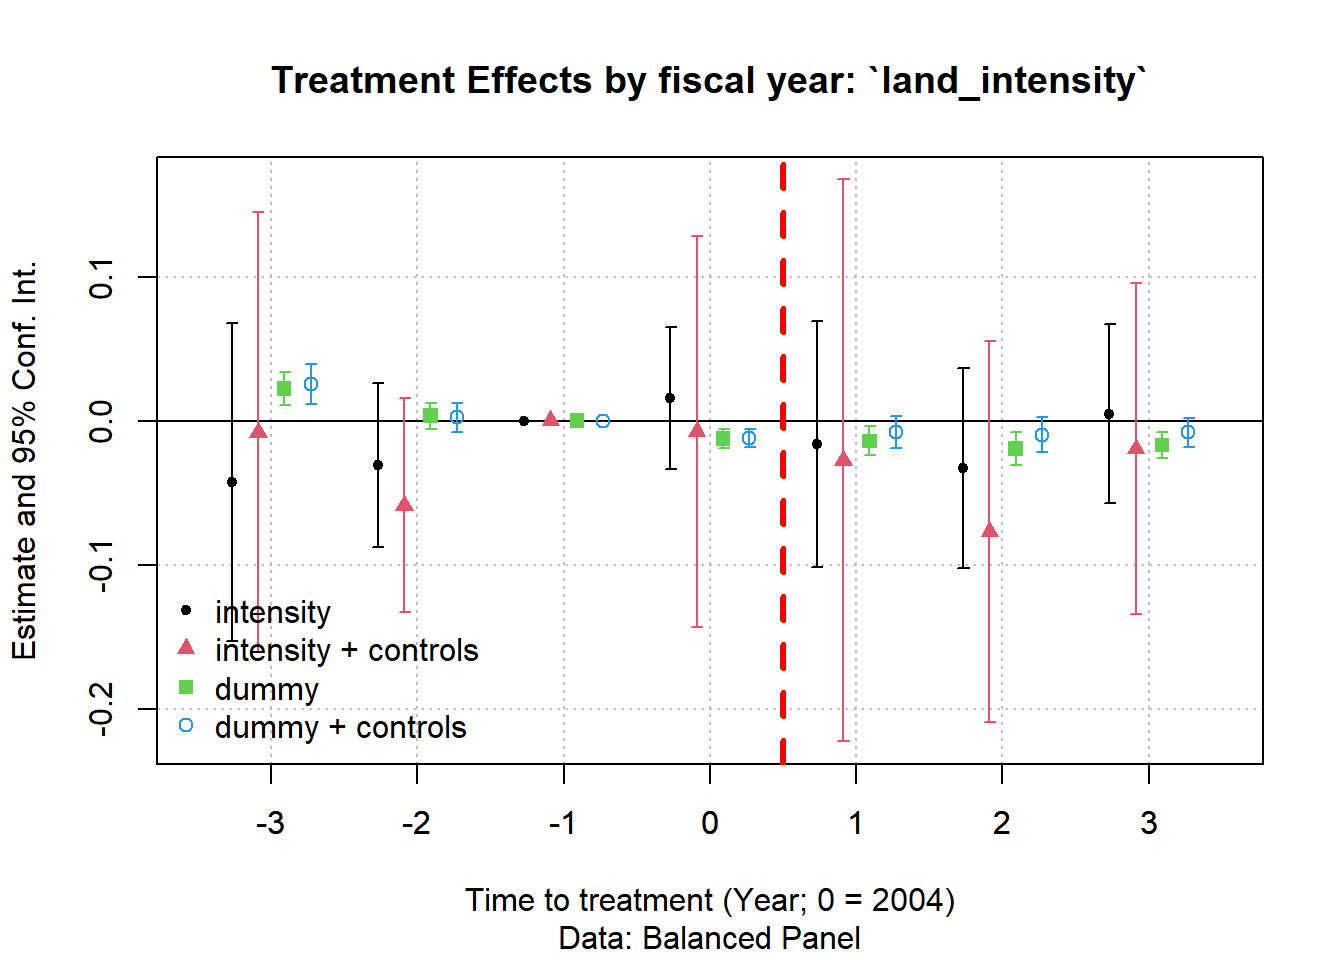 Treatment Effects by fiscal year: `land_intensity`
Estimate and 95% Conf. Int.
0.1
0.0
-0.1
-0.2
intensity
intensity + controls
dummy
dummy + controls
-3 -2 -1 0 1 2 3
Time to treatment (Year; 0 = 2004)
Data: Balanced Panel